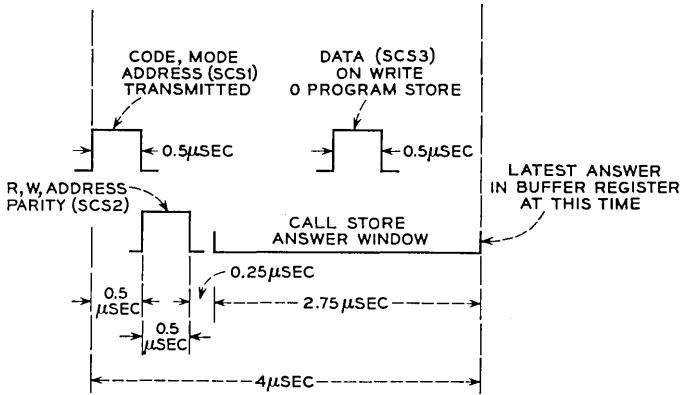 CODE, MODE
ADDRESS (SCS1)
TRANSMITTED
DATA (SCS3)
ON WRITE
O PROGRAM STORE
0.5μSEC
0.5μSEC
LATEST ANSWER
IN BUFFER REGISTER
AT THIS TIME
R, W, ADDRESS
PARITY (SCS2)
CALL STORE
ANSWER WINDOW
0.25μSEC
0.5
μSEC
2.75μSEC
0.5
μSEC
4μSEC